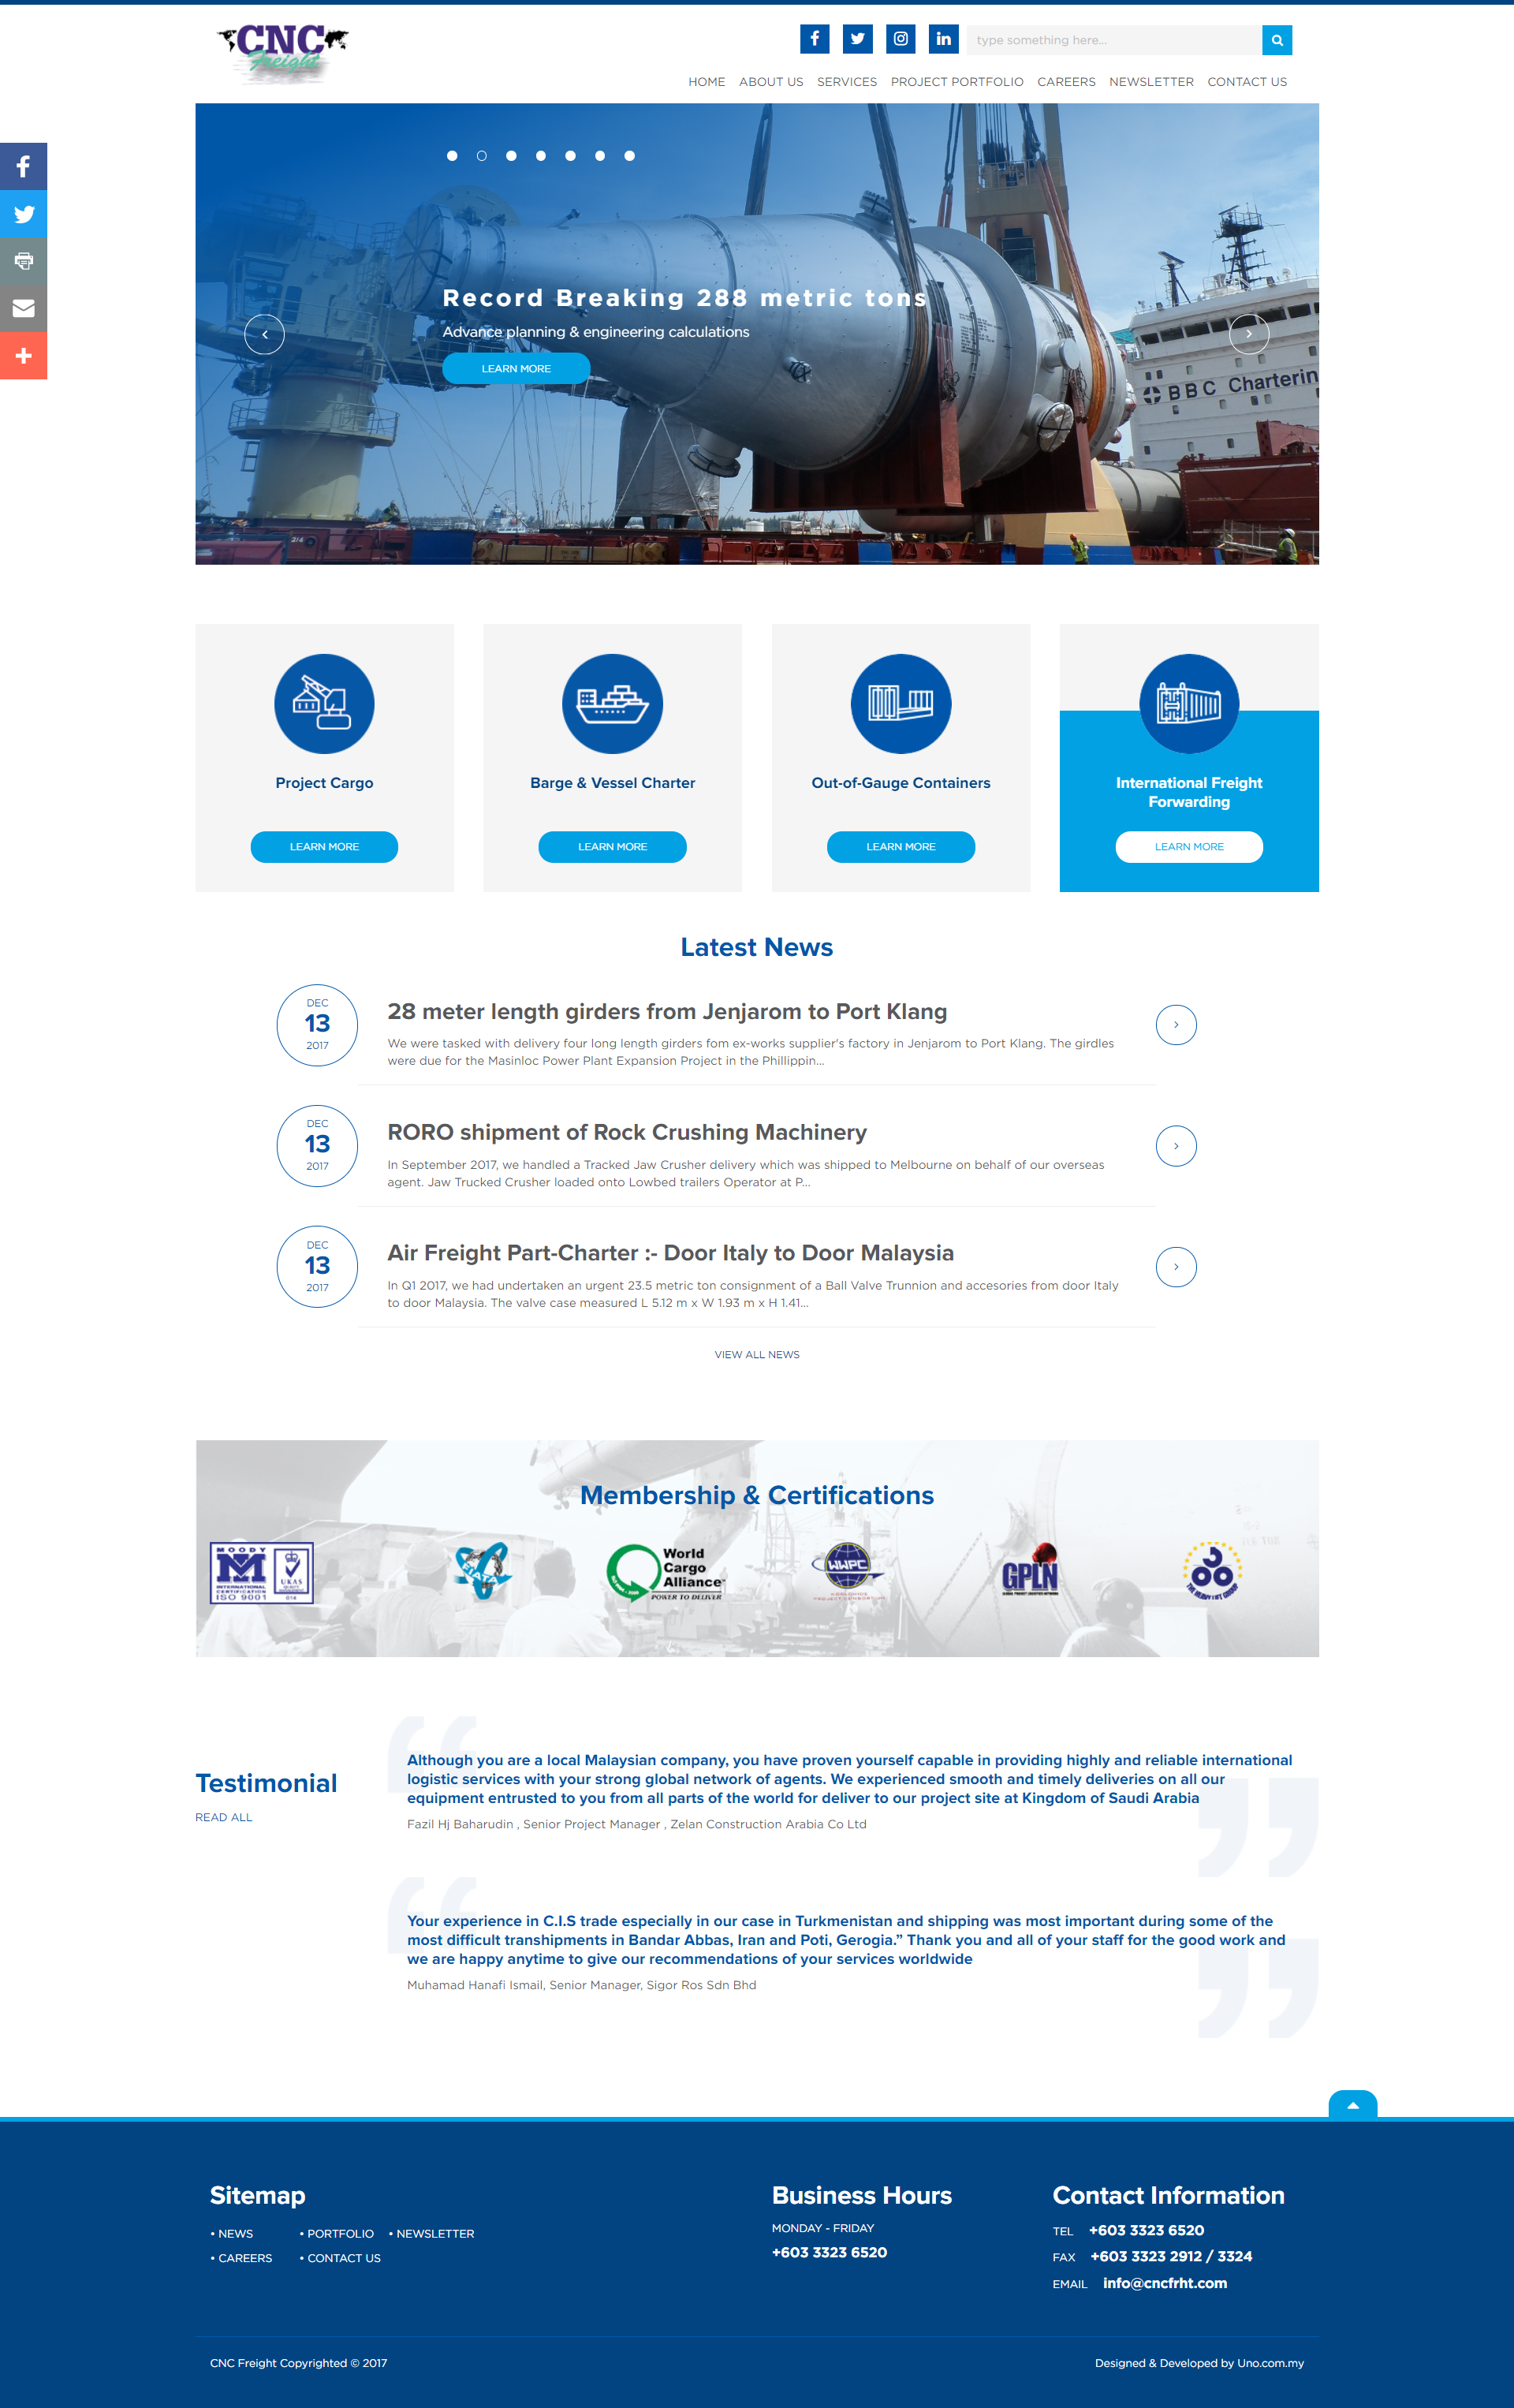 CNC
Freight
type something here...
HOME ABOUT US SERVICES PROJECT PORTFOLIO CAREERS NEWSLETTER CONTACT US
Record Breaking 288 metric tons
Advance planning & engineering calculations
LEARN MORE
BBC Charterin
Project Cargo
LEARN MORE
Barge & Vessel Charter
LEARN MORE
Out-of-Gauge Containers
LEARN MORE
International Freight
Forwarding
LEARN MORE
Latest News
DEC
13
2017
28 meter length girders from Jenjarom to Port Klang
We were tasked with delivery four long length girders fom ex-works supplier's factory in Jenjarom to Port Klang. The girdles
were due for the Masinloc Power Plant Expansion Project in the Phillippin...
DEC
13
2017
RORO shipment of Rock Crushing Machinery
In September 2017, we handled a Tracked Jaw Crusher delivery which was shipped to Melbourne on behalf of our overseas
agent. Jaw Trucked Crusher loaded onto Lowbed trailers Operator at P...
DEC
13
2017
Air Freight Part-Charter :- Door Italy to Door Malaysia
In Q1 2017, we had undertaken an urgent 23.5 metric ton consignment of a Ball Valve Trunnion and accesories from door Italy
to door Malaysia. The valve case measured L 5.12 m x W 1.93 m x H 1.41...
VIEW ALL NEWS
Membership & Certifications
MOODY
INTERNATIONAL
CERTIFICATION
ISO 9001
UKAS
QUALITY
MANAGEMENT
014
FIATA
World
Cargo
Alliance
POWER TO DELIVER
WWPC
WORLDWIDE
PROJECT CONSORTIUM
GPLN
GLOBAL PROJECT LOGISTICS NETWORK
THE HEAVY LIFT GROUP
Testimonial
READ ALL
Although you are a local Malaysian company, you have proven yourself capable in providing highly and reliable international
logistic services with your strong global network of agents. We experienced smooth and timely deliveries on all our
equipment entrusted to you from all parts of the world for deliver to our project site at Kingdom of Saudi Arabia
Fazil Hj Baharudin , Senior Project Manager , Zelan Construction Arabia Co Ltd
Your experience in C.I.S trade especially in our case in Turkmenistan and shipping was most important during some of the
most difficult transhipments in Bandar Abbas, Iran and Poti, Gerogia.” Thank you and all of your staff for the good work and
we are happy anytime to give our recommendations of your services worldwide
Muhamad Hanafi Ismail, Senior Manager, Sigor Ros Sdn Bhd
Sitemap
• NEWS • PORTFOLIO • NEWSLETTER
• CAREERS • CONTACT US
Business Hours
MONDAY - FRIDAY
+603 3323 6520
Contact Information
TEL +603 3323 6520
FAX +603 3323 2912 / 3324
EMAIL info@cncfrht.com
CNC Freight Copyrighted © 2017
Designed & Developed by Uno.com.my